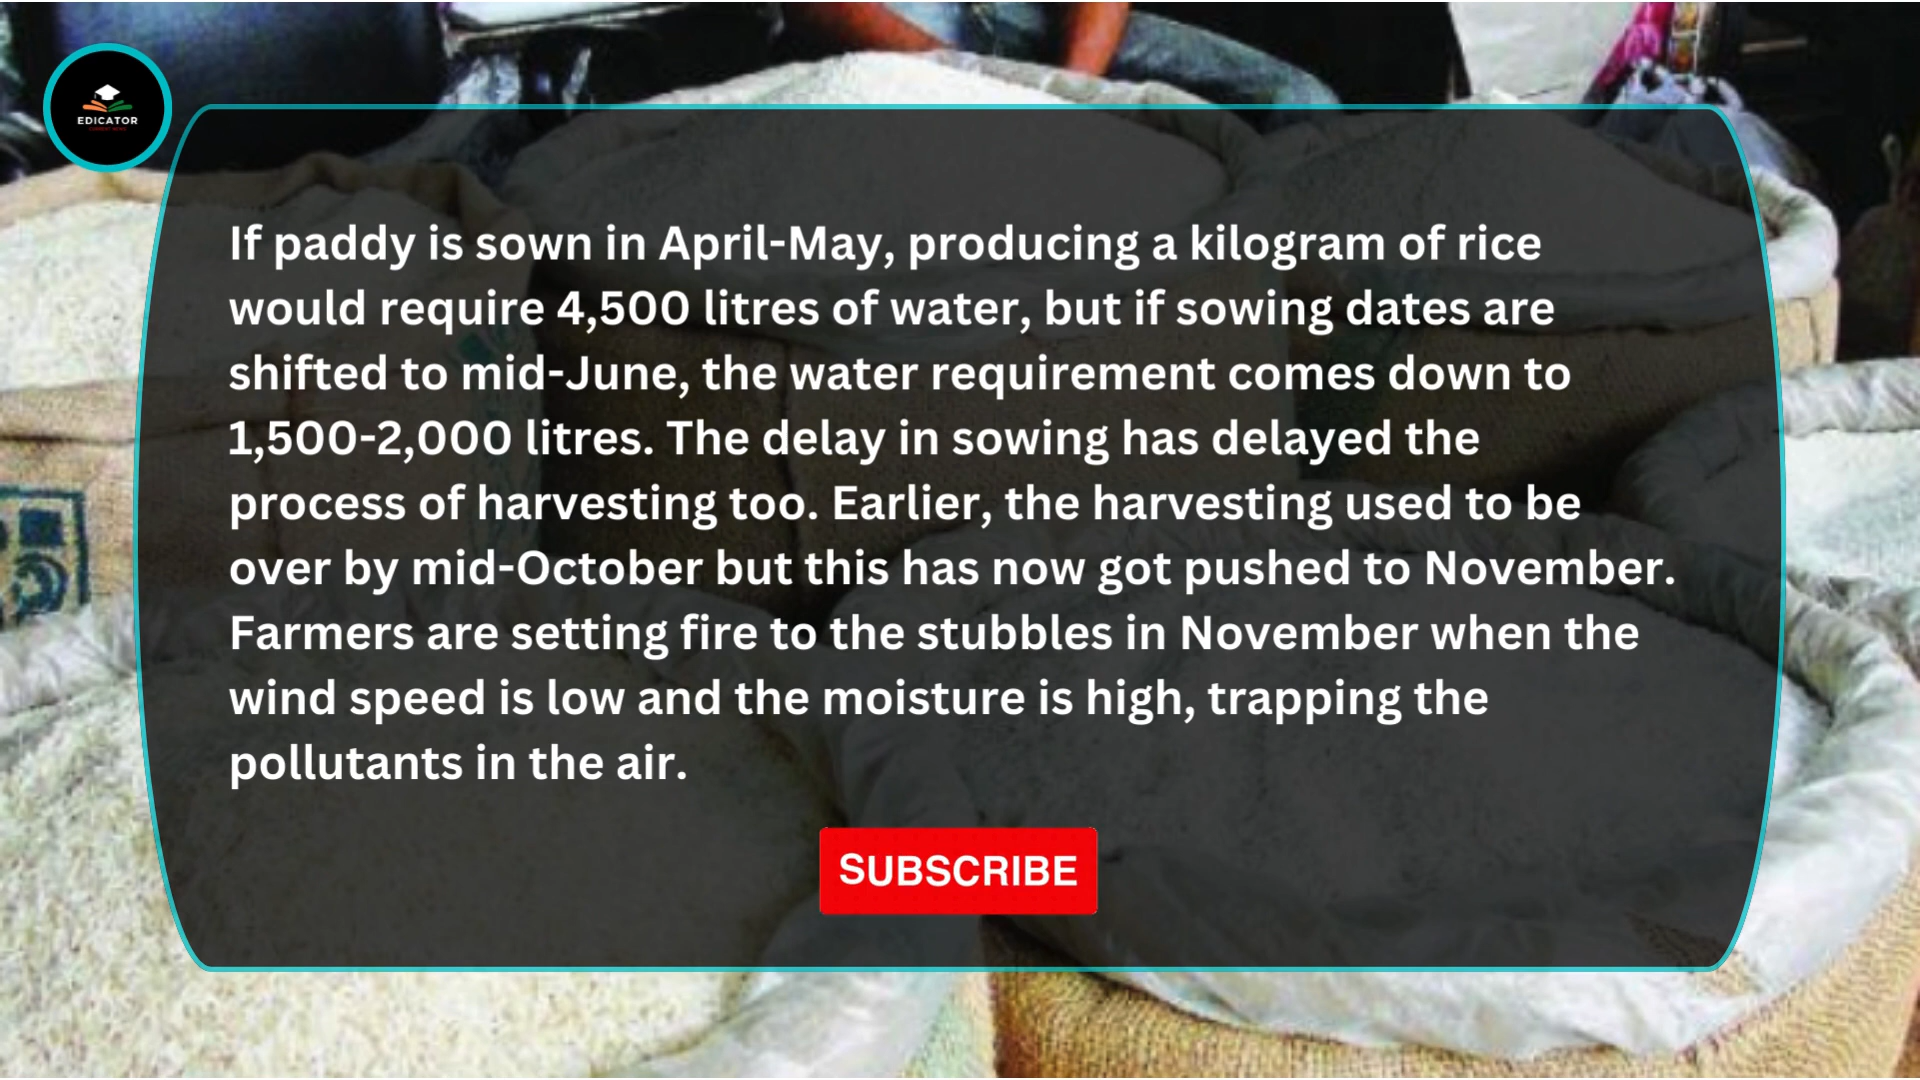 EDICATOR
If paddy is sown in April-May, producing a kilogram of rice
would require 4,500 litres of water, but if sowing dates are
shifted to mid-June, the water requirement comes down to
1,500-2,000 litres. The delay in sowing has delayed the
process of harvesting too. Earlier, the harvesting used to be
over by mid-October but this has now got pushed to November.
Farmers are setting fire to the stubbles in November when the
wind speed is low and the moisture is high, trapping the
pollutants in the air.
SUBSCRIBE